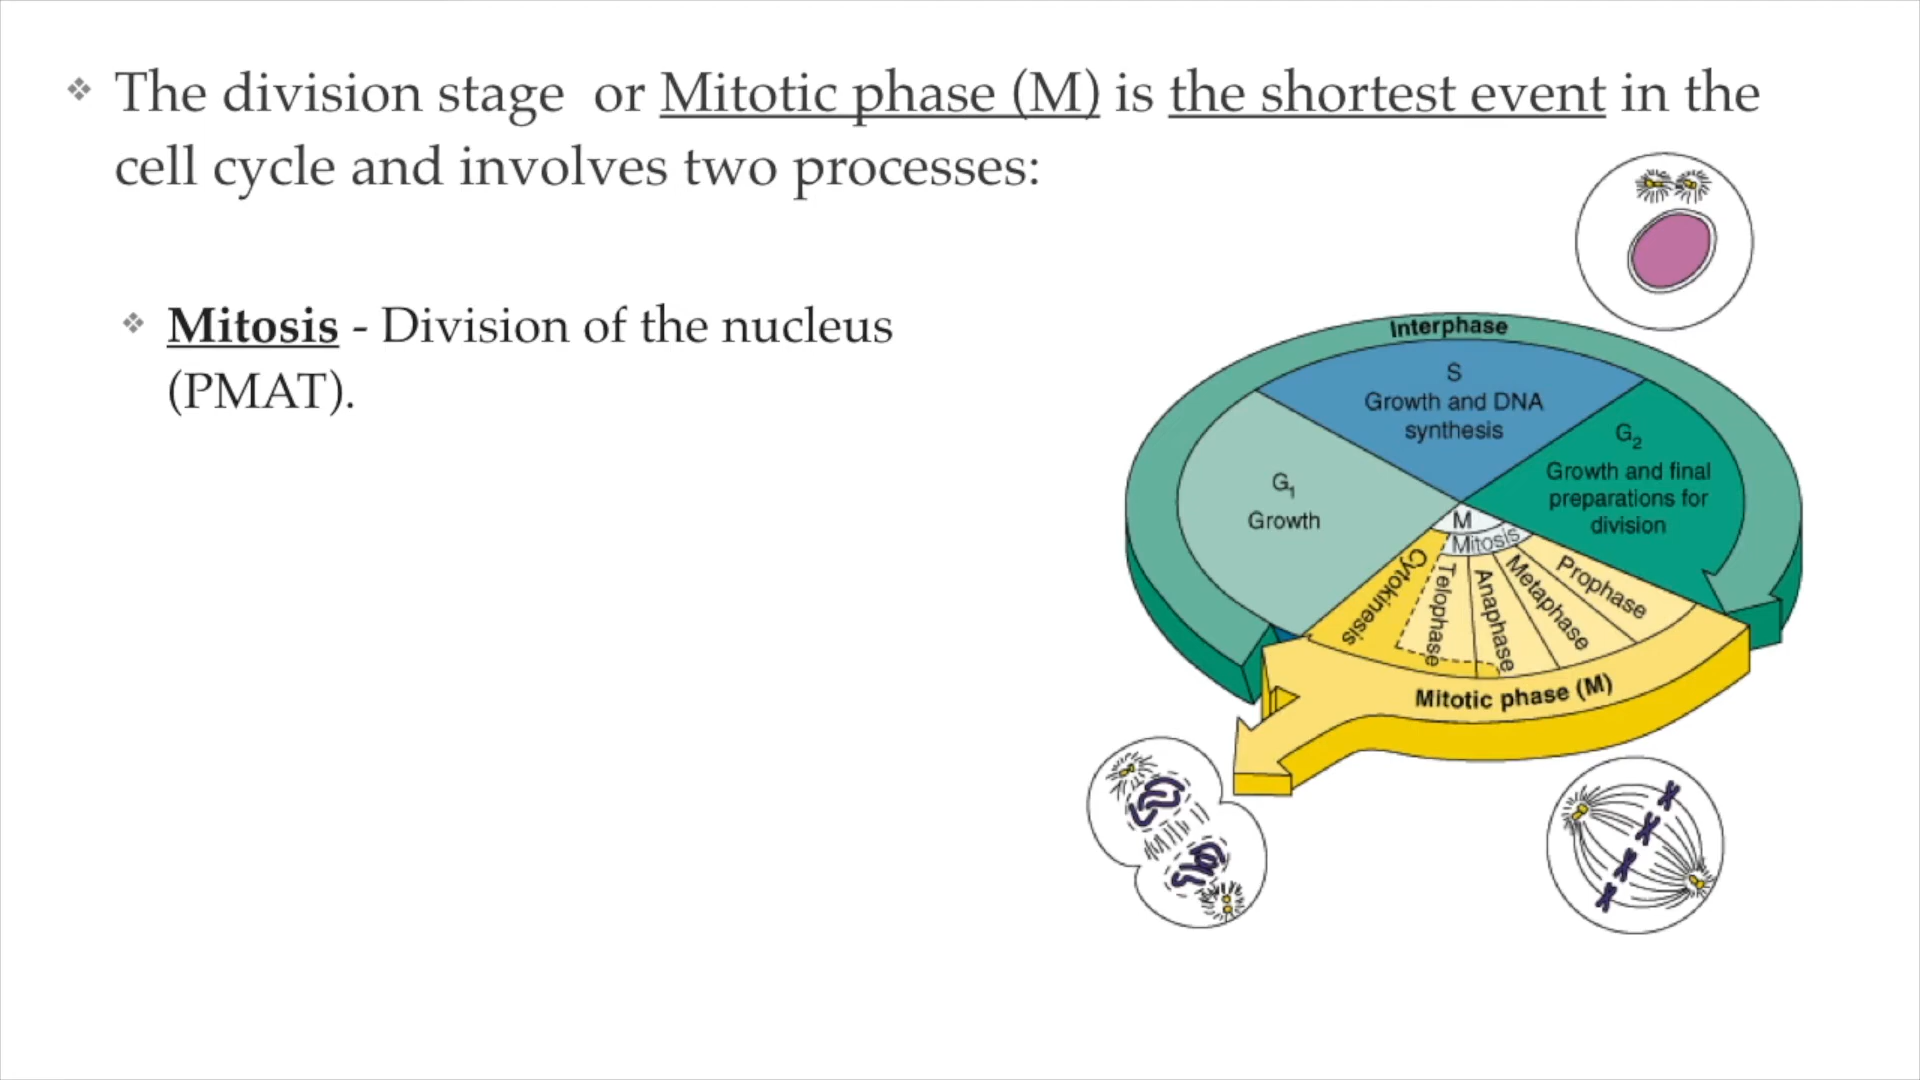 The division stage or Mitotic phase (M) is the shortest event in the
cell cycle and involves two processes:
Mitosis - Division of the nucleus
(PMAT).
Interphase
S
Growth and DNA
synthesis
G2
Growth and final
preparations for
division
G1
Growth
M
Mitosis
Cytokinesis
Telophase
Anaphase
Metaphase
Prophase
Mitotic phase (M)